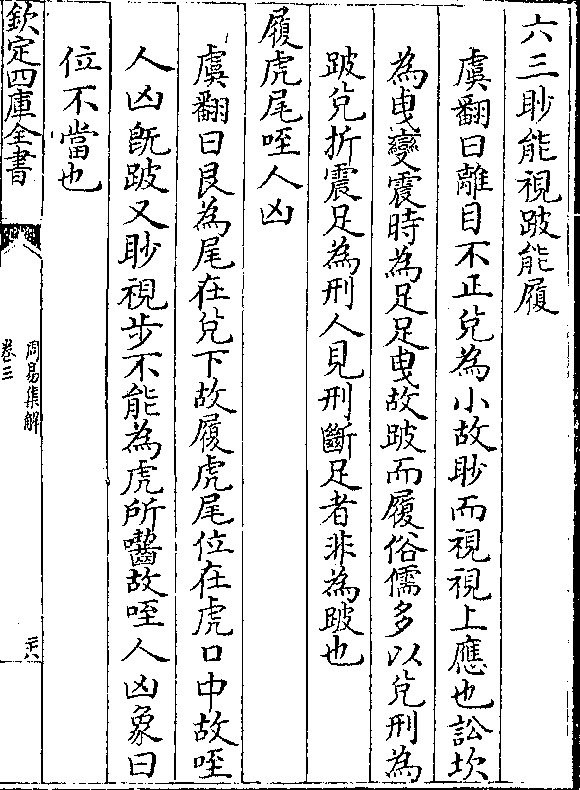 六三眇能視跛能履
虞翻曰離目不正兌為小故眇而視視上應也訟坎
為曳變震時為足足曳故跛而履俗儒多以兌刑為
跛兌折震足為刑人見刑斷足者非為跛也
履虎尾咥人凶
虞翻曰艮為尾在兌下故履虎尾位在虎口中故咥
人凶旣跛又眇視步不能為虎所齧故咥人凶象曰
位不當也
欽定四庫全書
周易集解
卷三